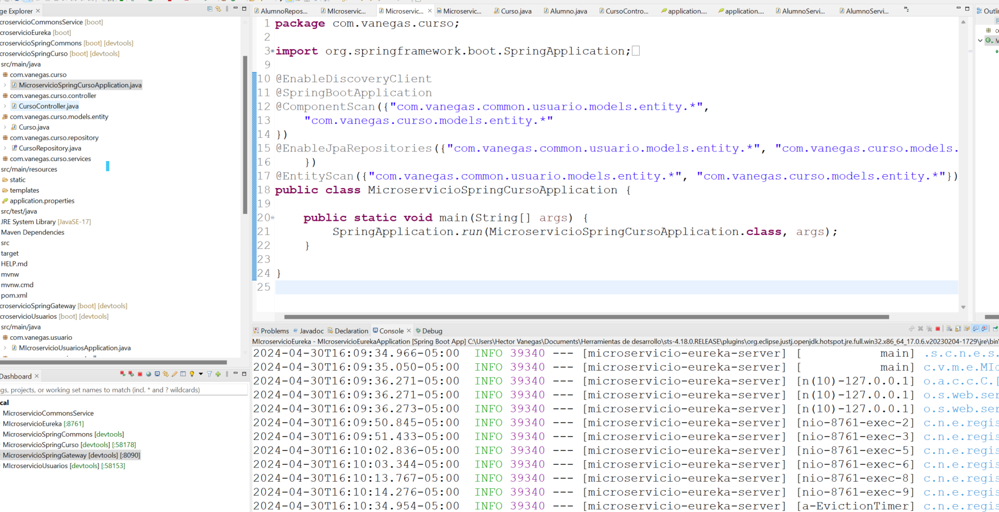 ge Explorer ×
croservicioCommonsService [boot]
croservicioEureka [boot]
croservicioSpringCommons [boot] [devtools]
croservicioSpringCurso [boot] [devtools]
src/main/java
com.vanegas.curso
MicroservicioSpringCursoApplication.java
com.vanegas.curso.controller
CursoController.java
com.vanegas.curso.models.entity
Curso.java
com.vanegas.curso.repository
CursoRepository.java
com.vanegas.curso.services
src/main/resources
static
templates
application.properties
src/test/java
JRE System Library [JavaSE-17]
Maven Dependencies
src
target
HELP.md
mvnw
mvnw.cmd
pom.xml
croservicioSpringGateway [boot] [devtools]
croservicioUsuarios [boot] [devtools]
src/main/java
com.vanegas.usuario
MIcroservicioUsuariosApplication.java
Dashboard ×
gs, projects, or working set names to match (incl. * and ? wildcards)
cal
MicroservicioCommonsService
MIcroservicioEureka [:8761]
MicroservicioSpringCommons [devtools]
MicroservicioSpringCurso [devtools] [:58178]
MicroservicioSpringGateway [devtools] [:8090]
MIcroservicioUsuarios [devtools] [:58153]
AlumnoRepos... MIcroservic... Microservic... × Microservic... Curso.java Alumno.java CursoContro... application.... application.... AlumnoServi... AlumnoServi... »2
1 package com.vanegas.curso;
2
3 import org.springframework.boot.SpringApplication;
9
10 @EnableDiscoveryClient
11 @SpringBootApplication
12 @ComponentScan({"com.vanegas.common.usuario.models.entity.*",
13 "com.vanegas.curso.models.entity.*"
14 })
15 @EnableJpaRepositories({"com.vanegas.common.usuario.models.entity.*", "com.vanegas.curso.models.
16 })
17 @EntityScan({"com.vanegas.common.usuario.models.entity.*", "com.vanegas.curso.models.entity.*"})
18 public class MicroservicioSpringCursoApplication {
19
20 public static void main(String[] args) {
21 SpringApplication.run(MicroservicioSpringCursoApplication.class, args);
22 }
23
24 }
25
Outli
Problems Javadoc Declaration Console × Debug
MIcroservicioEureka - MIcroservicioEurekaApplication [Spring Boot App] C:\Users\Hector Vanegas\Documents\Herramientas de desarrollo\sts-4.18.0.RELEASE\plugins\org.eclipse.justj.openjdk.hotspot.jre.full.win32.x86_64_17.0.6.v20230204-1729\jre\bin\
2024-04-30T16:09:34.966-05:00 INFO 39340 --- [microservicio-eureka-server] [ main] .s.c.n.e.s.
2024-04-30T16:09:35.050-05:00 INFO 39340 --- [microservicio-eureka-server] [ main] c.v.m.e.MIc
2024-04-30T16:09:36.271-05:00 INFO 39340 --- [microservicio-eureka-server] [n(10)-127.0.0.1] o.a.c.c.C.[
2024-04-30T16:09:36.271-05:00 INFO 39340 --- [microservicio-eureka-server] [n(10)-127.0.0.1] o.s.web.ser
2024-04-30T16:09:36.273-05:00 INFO 39340 --- [microservicio-eureka-server] [n(10)-127.0.0.1] o.s.web.ser
2024-04-30T16:09:50.845-05:00 INFO 39340 --- [microservicio-eureka-server] [nio-8761-exec-2] c.n.e.regis
2024-04-30T16:09:51.433-05:00 INFO 39340 --- [microservicio-eureka-server] [nio-8761-exec-3] c.n.e.regis
2024-04-30T16:10:02.836-05:00 INFO 39340 --- [microservicio-eureka-server] [nio-8761-exec-5] c.n.e.regis
2024-04-30T16:10:03.344-05:00 INFO 39340 --- [microservicio-eureka-server] [nio-8761-exec-6] c.n.e.regis
2024-04-30T16:10:13.767-05:00 INFO 39340 --- [microservicio-eureka-server] [nio-8761-exec-8] c.n.e.regis
2024-04-30T16:10:14.276-05:00 INFO 39340 --- [microservicio-eureka-server] [nio-8761-exec-9] c.n.e.regis
2024-04-30T16:10:34.954-05:00 INFO 39340 --- [microservicio-eureka-server] [a-EvictionTimer] c.n.e.regis